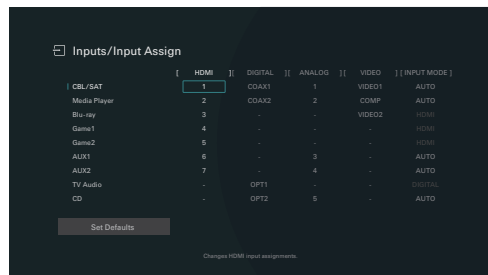 Inputs/Input Assign
[ HDMI ][ DIGITAL ][ ANALOG ][ VIDEO ][ INPUT MODE ]
CBL/SAT 1 COAX1 1 VIDEO1 AUTO
Media Player 2 COAX2 2 COMP AUTO
Blu-ray 3 - - VIDEO2 HDMI
Game1 4 - - - HDMI
Game2 5 - - - HDMI
AUX1 6 - 3 - AUTO
AUX2 7 - 4 - AUTO
TV Audio - OPT1 - - DIGITAL
CD - OPT2 5 - AUTO
Set Defaults
Changes HDMI input assignments.